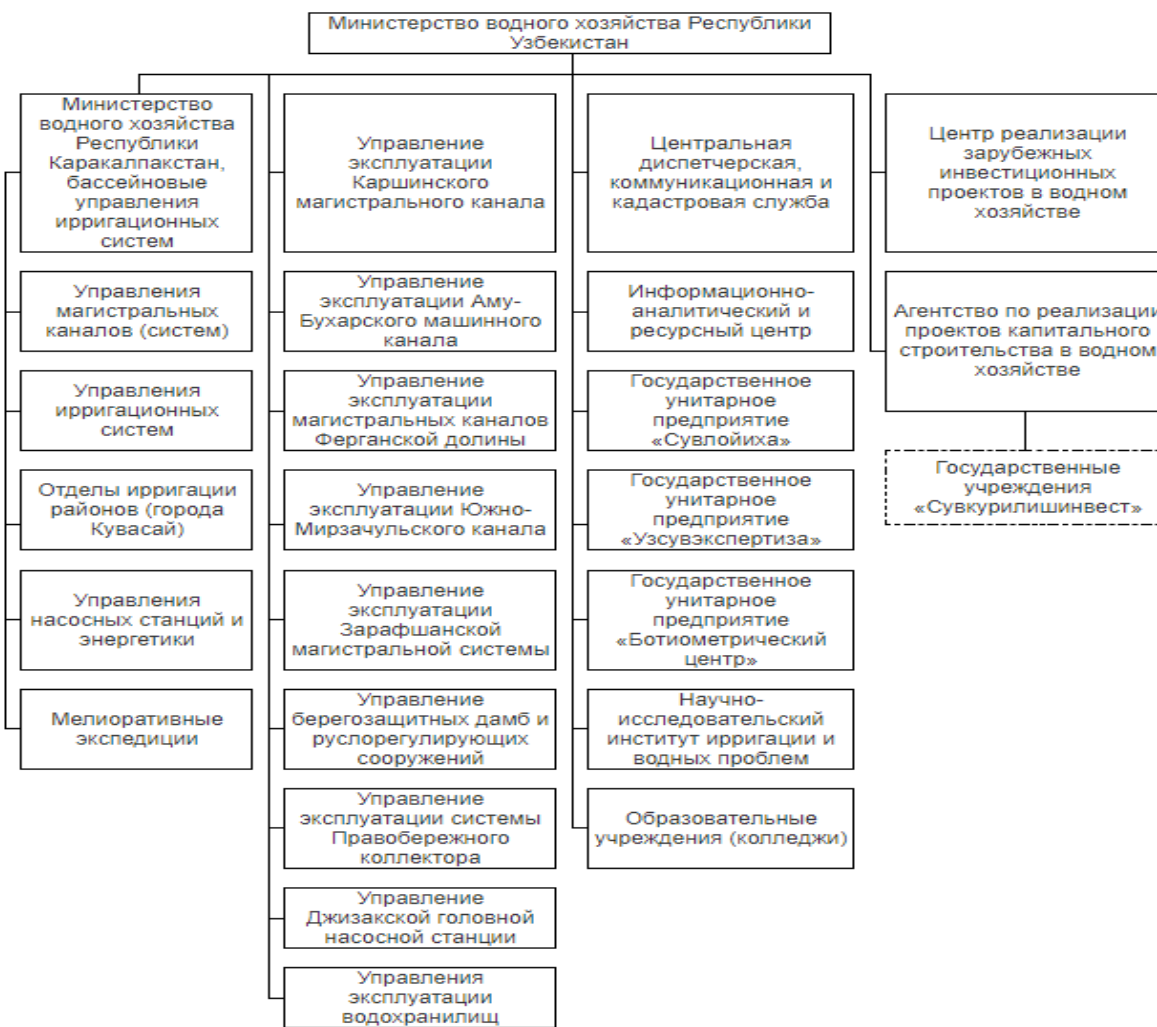 Министерство водного хозяйства Республики
Узбекистан
Министерство
водного хозяйства
Республики
Каракалпакстан,
бассейновые
управления
ирригационных
систем
Управления
магистральных
каналов (систем)
Управления
ирригационных
систем
Отделы ирригации
районов (города
Кувасай)
Управления
насосных станций и
энергетики
Мелиоративные
экспедиции
Управление
эксплуатации
Каршинского
магистрального канала
Управление
эксплуатации Аму-
Бухарского машинного
канала
Управление
эксплуатации
магистральных каналов
Ферганской долины
Управление
эксплуатации Южно-
Мирзачульского канала
Управление
эксплуатации
Зарафшанской
магистральной системы
Управление
берегозащитных дамб и
руслорегулирующих
сооружений
Управление
эксплуатации системы
Правобережного
коллектора
Управление
Джизакской головной
насосной станции
Управления
эксплуатации
водохранилищ
Центральная
диспетчерская,
коммуникационная и
кадастровая служба
Информационно-
аналитический и
ресурсный центр
Государственное
унитарное
предприятие
«Сувлойиха»
Государственное
унитарное
предприятие
«Узсувэкспертиза»
Государственное
унитарное
предприятие
«Ботиометрический
центр»
Научно-
исследовательский
институт ирригации и
водных проблем
Образовательные
учреждения (колледжи)
Центр реализации
зарубежных
инвестиционных
проектов в водном
хозяйстве
Агентство по реализации
проектов капитального
строительства в водном
хозяйстве
Государственные
учреждения
«Сувкурилишинвест»